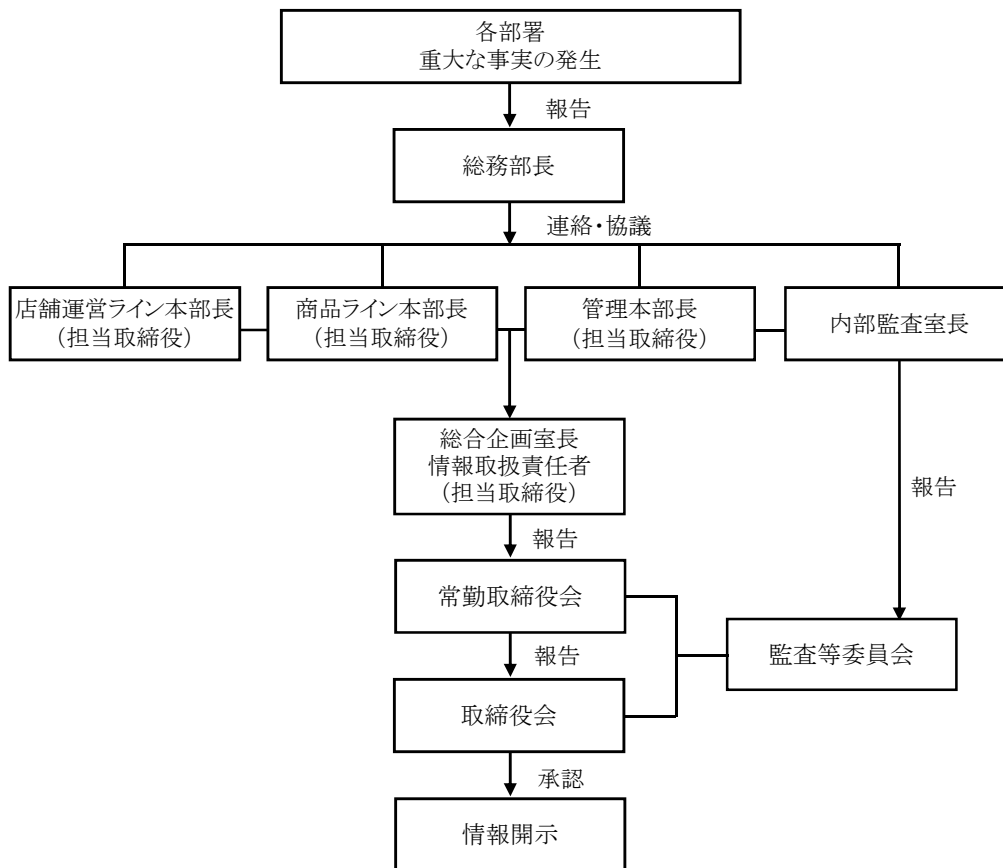 各部署
重大な事実の発生
報告
総務部長
連絡・協議
店舗運営ライン本部長
(担当取締役)
商品ライン本部長
(担当取締役)
管理本部長
(担当取締役)
内部監査室長
総合企画室長
情報取扱責任者
(担当取締役)
報告
報告
常勤取締役会
報告
監査等委員会
取締役会
承認
情報開示